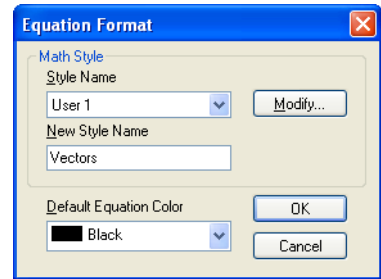 Equation Format
Math Style
Style Name
User 1
Modify...
New Style Name
Vectors
Default Equation Color
Black
OK
Cancel